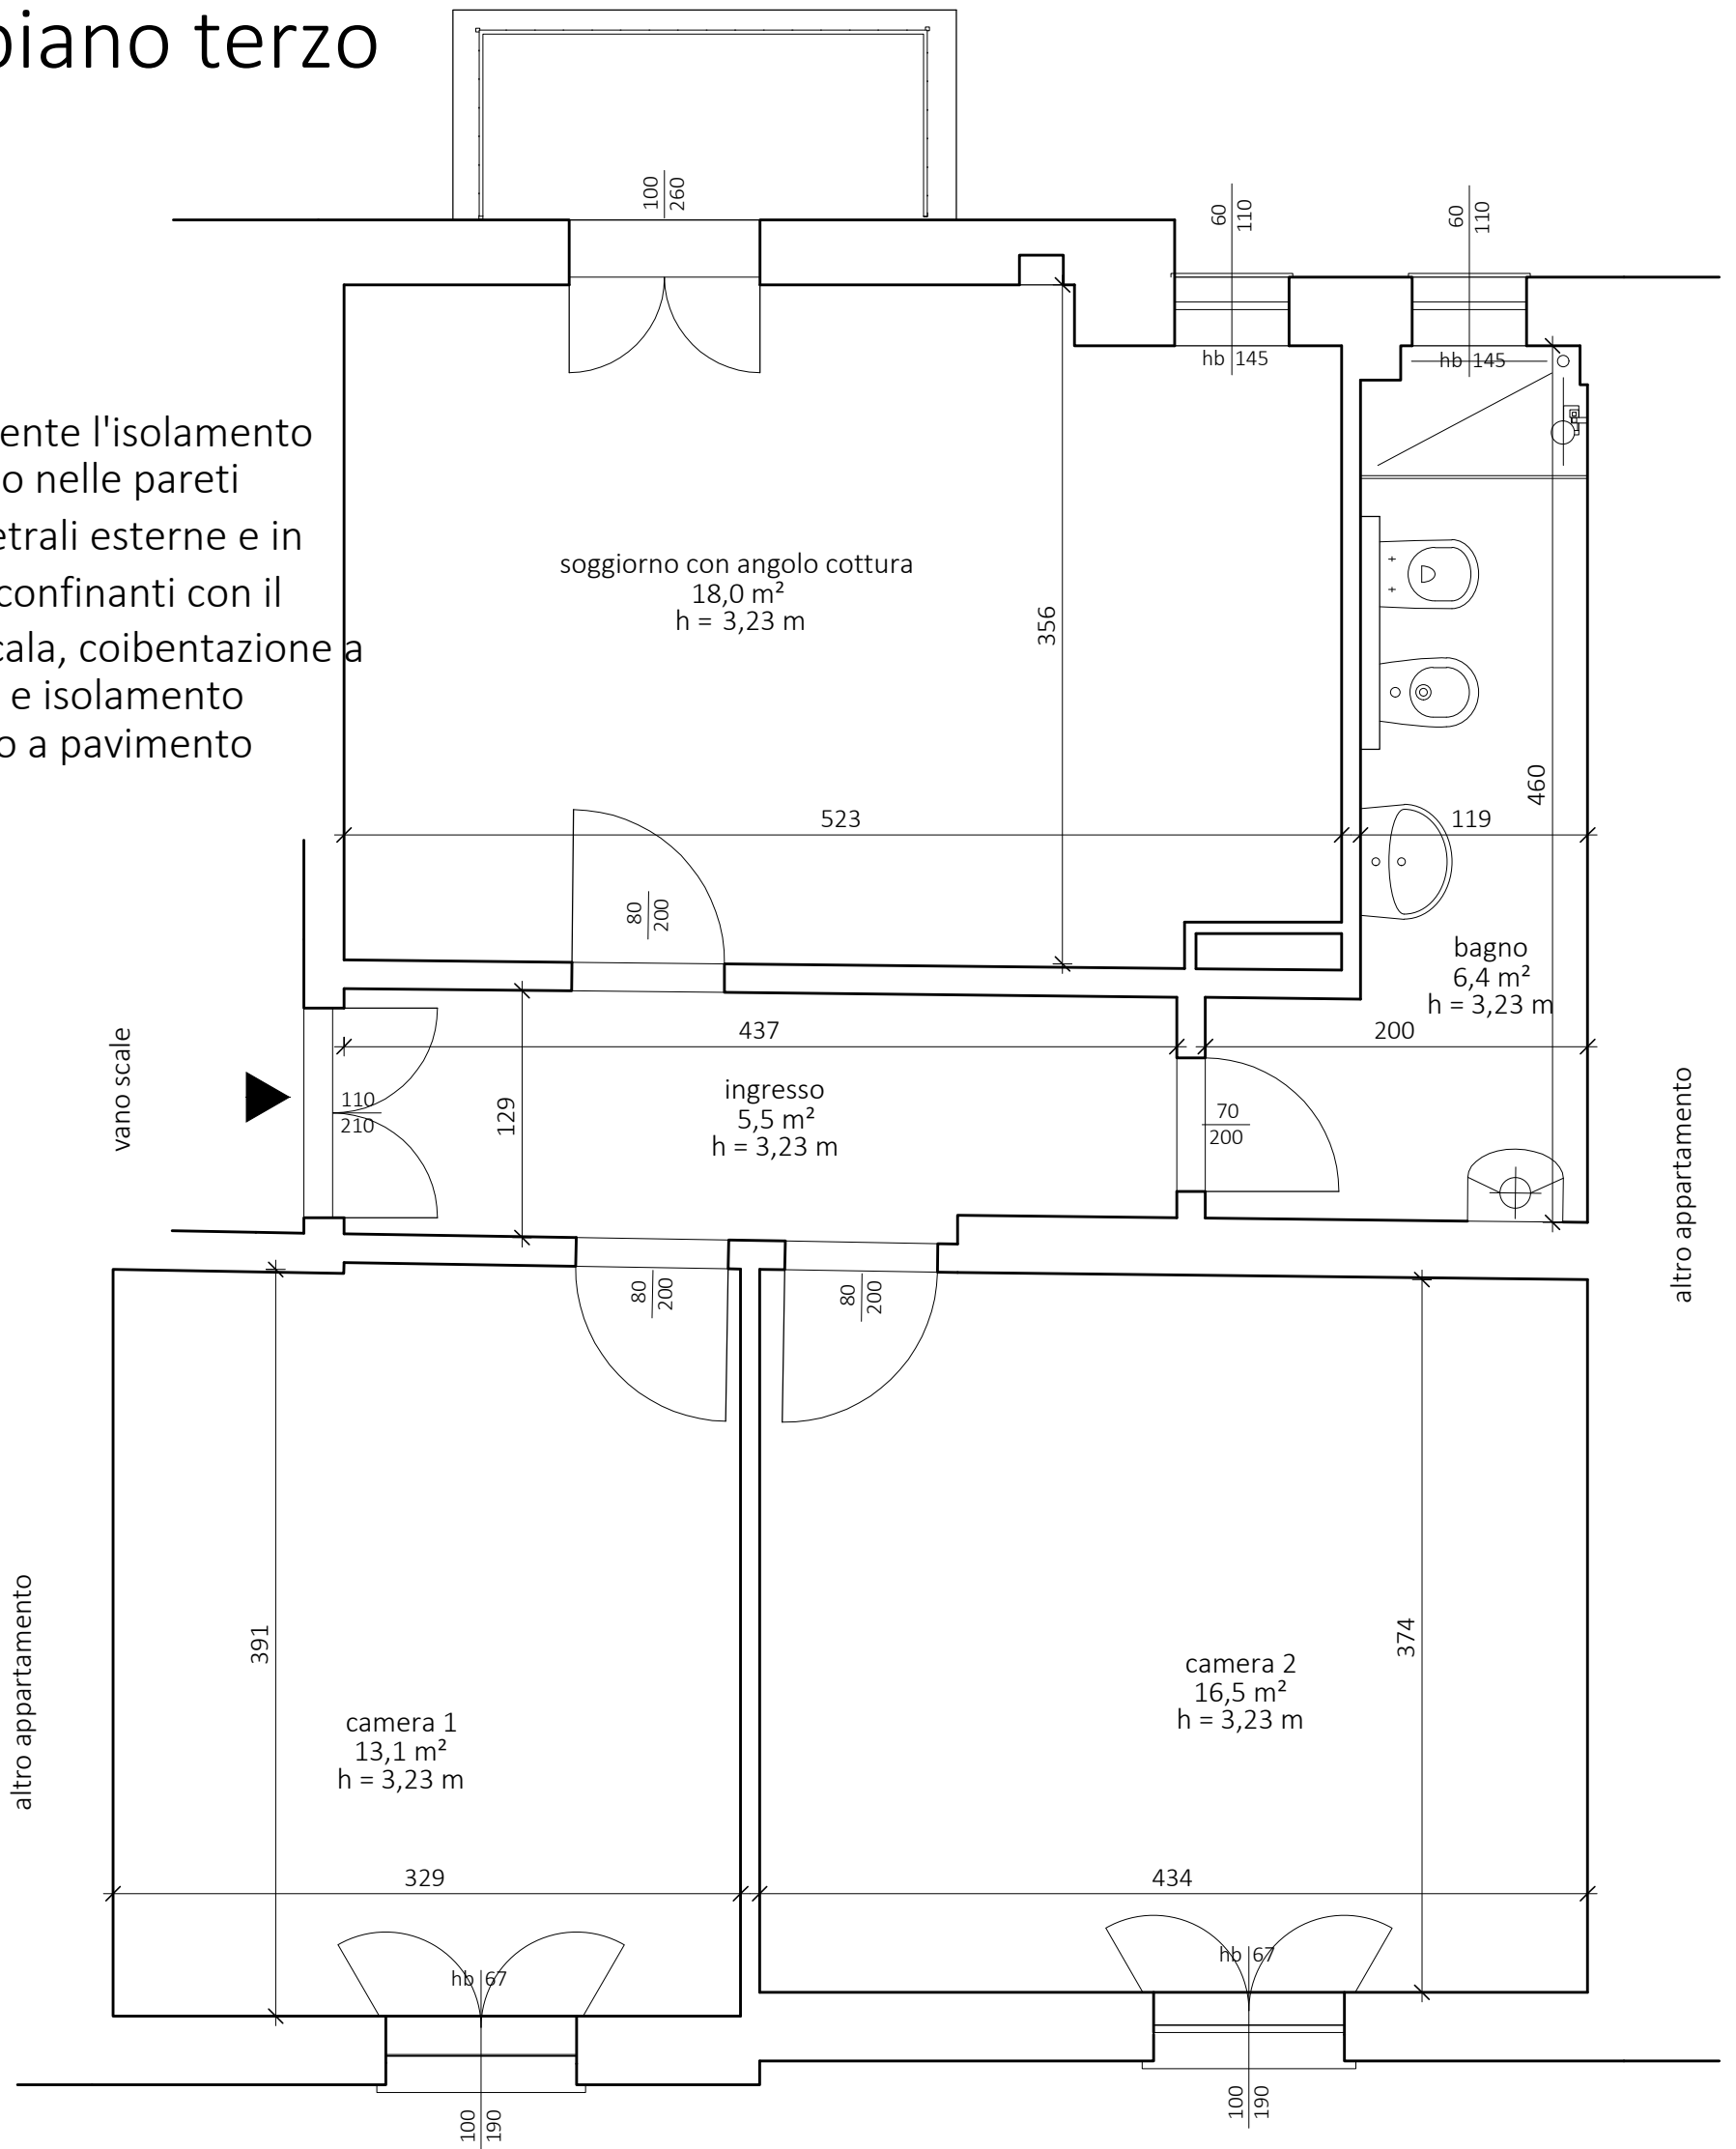 piano terzo
100
260
60
110
60
110
hb 145
hb 145
ente l'isolamento
o nelle pareti
etrali esterne e in
confinanti con il
cala, coibentazione a
e isolamento
o a pavimento
soggiorno con angolo cottura
18,0 m²
h = 3,23 m
356
460
523
119
80
200
bagno
6,4 m²
h = 3,23 m
437
200
vano scale
110
210
129
ingresso
5,5 m²
h = 3,23 m
70
200
altro appartamento
80
200
80
200
391
374
camera 2
16,5 m²
h = 3,23 m
camera 1
13,1 m²
h = 3,23 m
altro appartamento
329
434
hb 67
hb 67
100
190
100
190